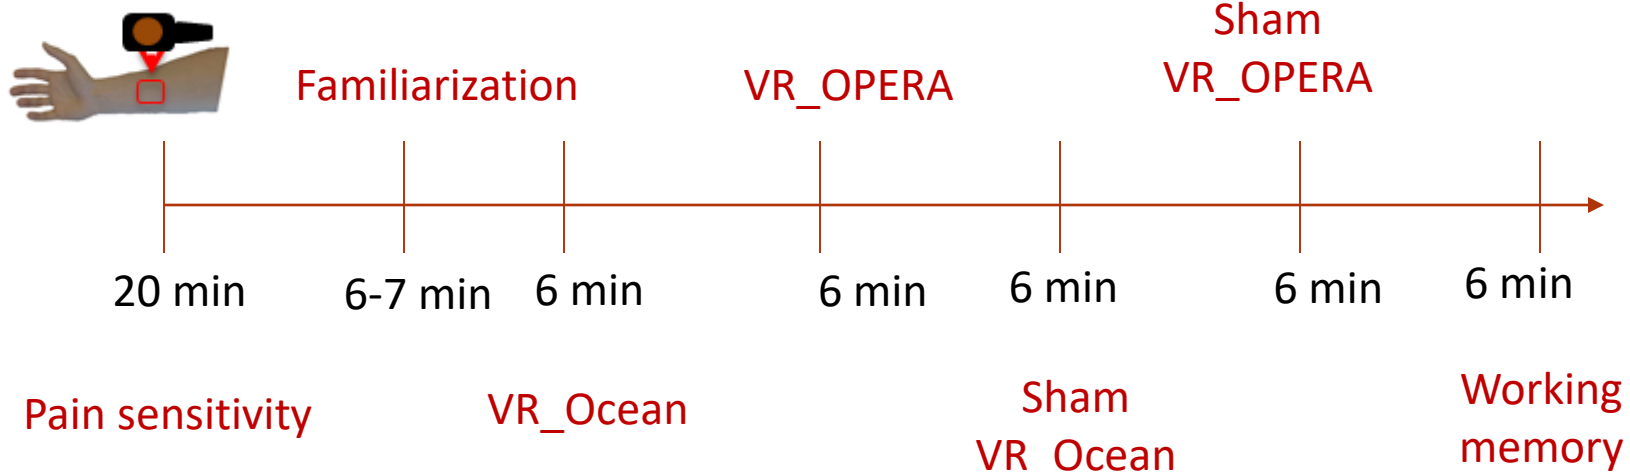 Sham
VR_OPERA
Familiarization
VR_OPERA
20 min
6-7 min
6 min
6 min
6 min
6 min
6 min
Pain sensitivity
VR_Ocean
Sham
VR_Ocean
Working
memory